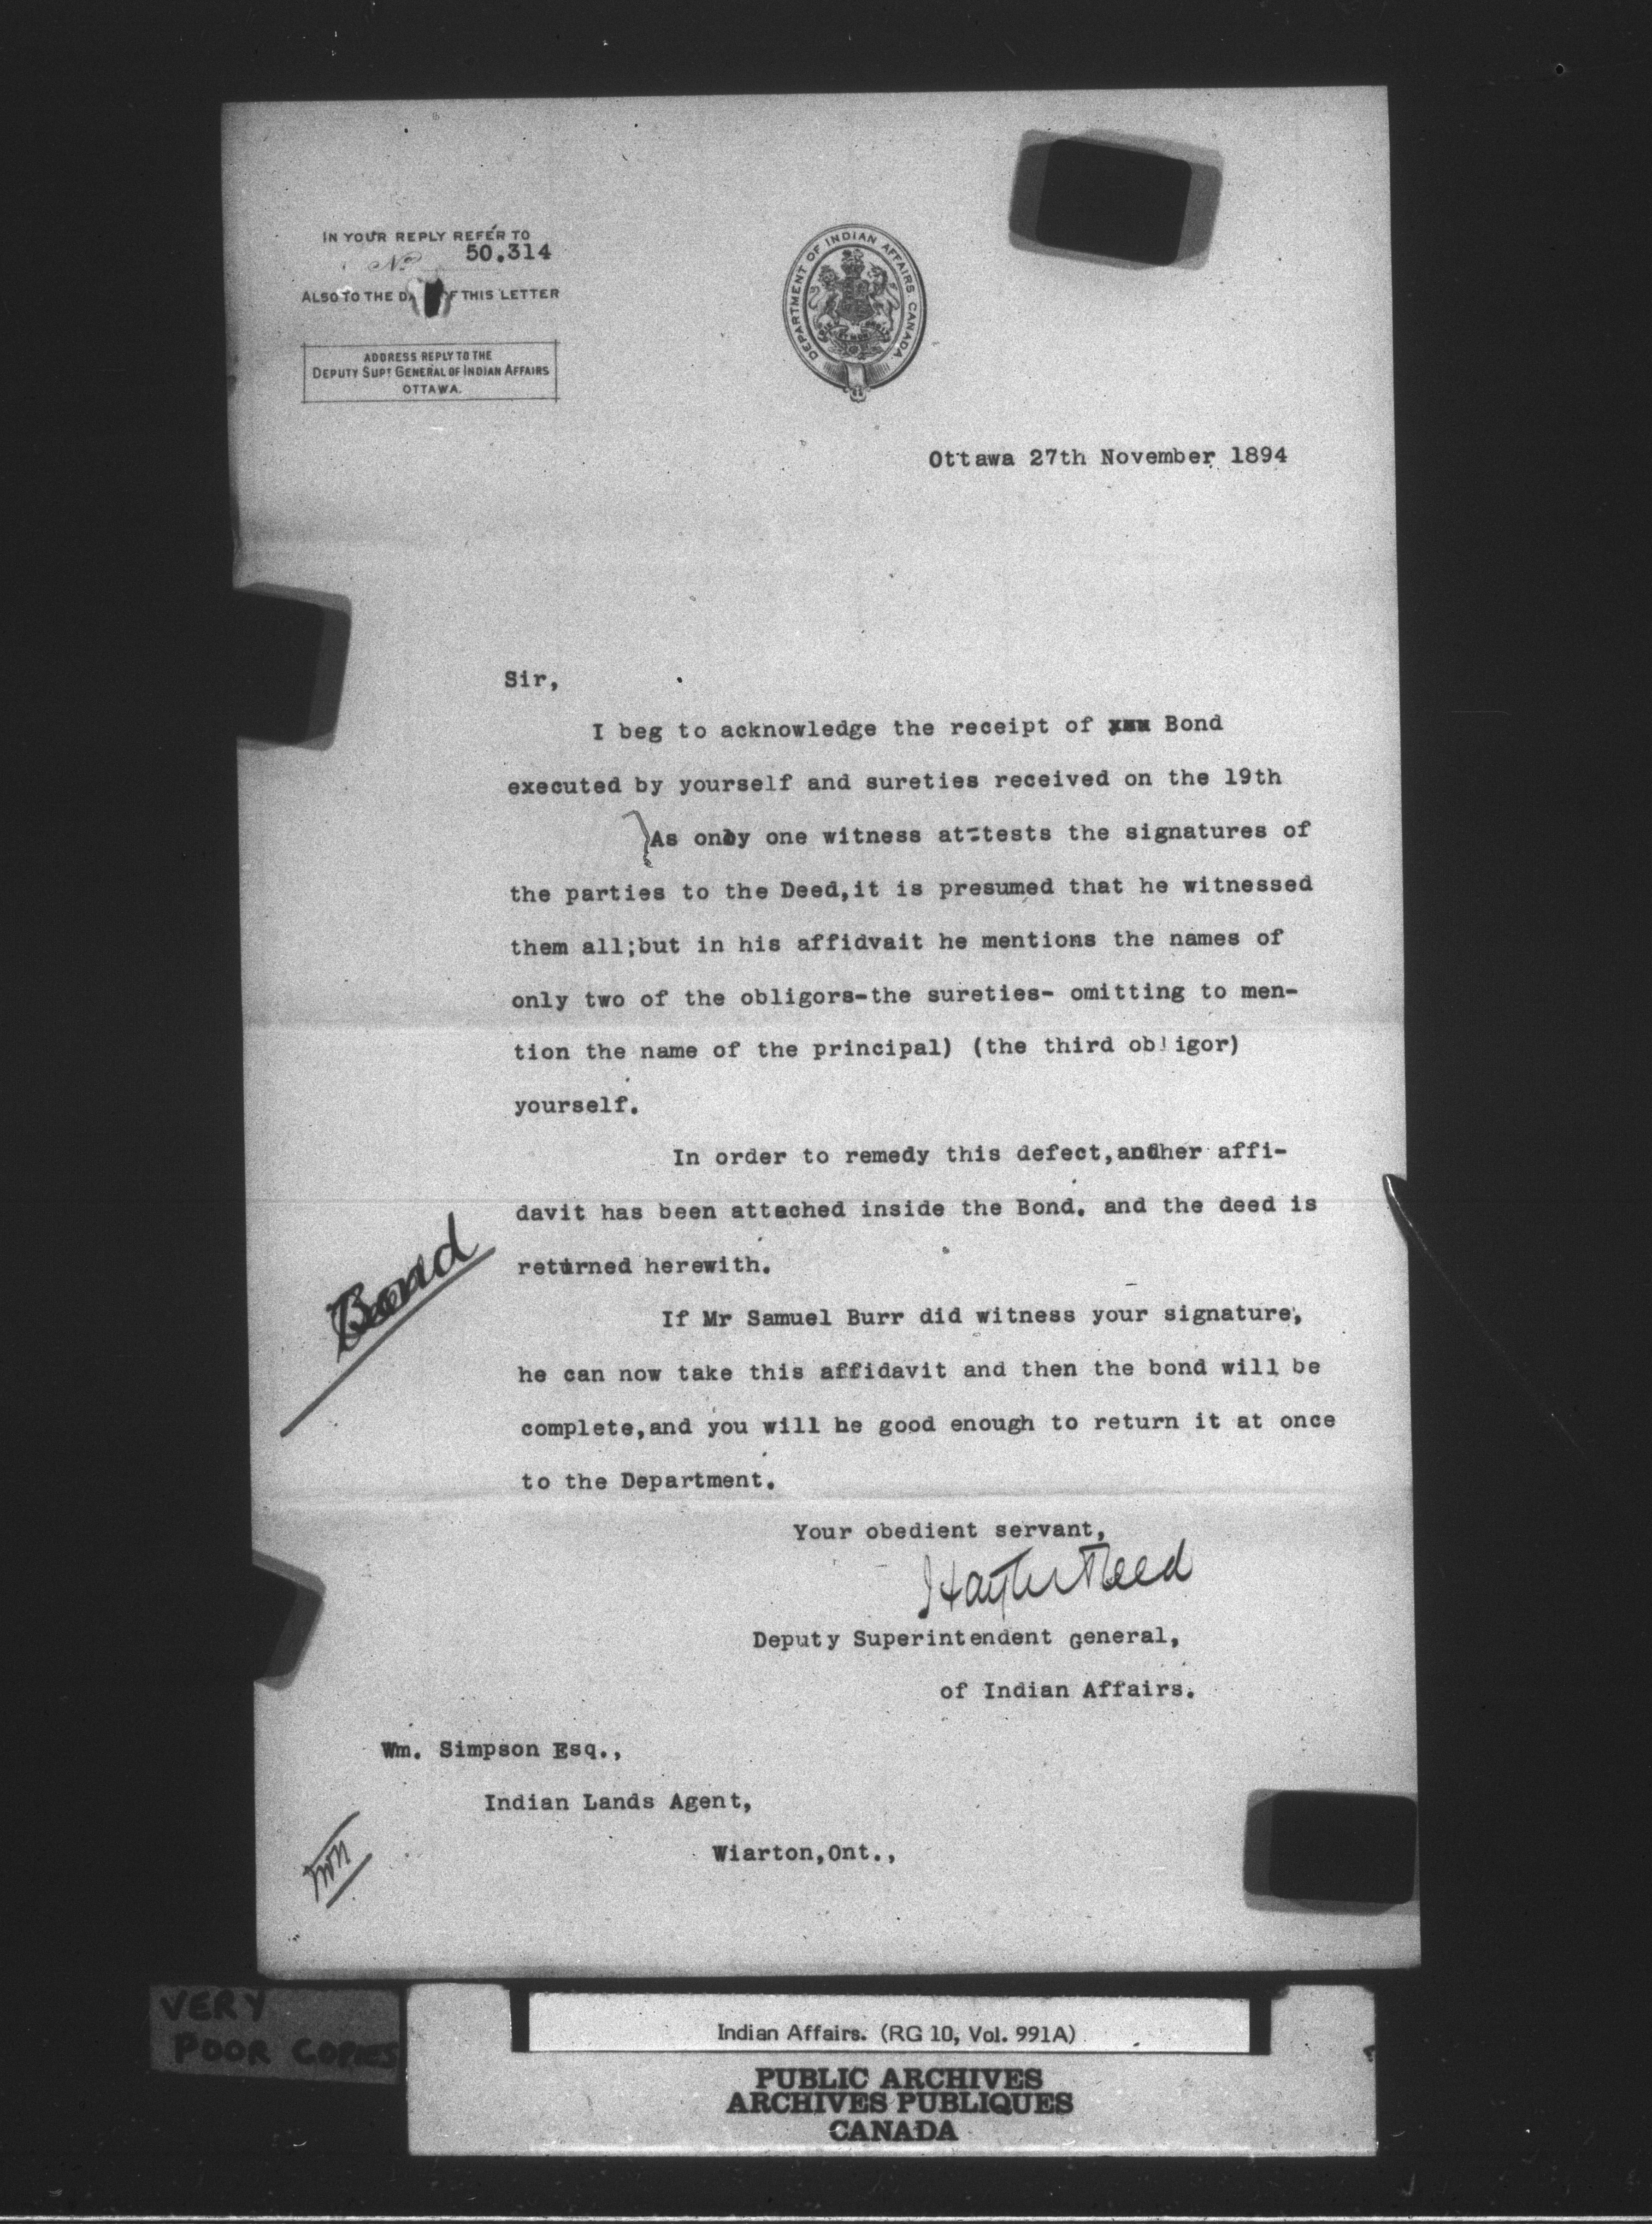 IN YOUR REPLY REFER TO
No 50.314
ALSO TO THE DA OF THIS LETTER
ADDRESS REPLY TO THE
DEPUTY SUPT GENERAL OF INDIAN AFFAIRS
OTTAWA.
DEPARTMENT OF INDIAN AFFAIRS CANADA
Ottawa 27th November 1894
Sir,
I beg to acknowledge the receipt of xxx Bond
executed by yourself and sureties received on the 19th
As only one witness at-tests the signatures of
the parties to the Deed,it is presumed that he witnessed
them all;but in his affidvait he mentions the names of
only two of the obligors-the sureties- omitting to men-
tion the name of the principal) (the third obligor)
yourself.
In order to remedy this defect,another affi-
davit has been attached inside the Bond. and the deed is
returned herewith.
Bond
If Mr Samuel Burr did witness your signature,
he can now take this affidavit and then the bond will be
complete,and you will be good enough to return it at once
to the Department.
Your obedient servant,
Hayter Reed
Deputy Superintendent General,
of Indian Affairs.
Wm. Simpson Esq.,
Indian Lands Agent,
Wiarton,Ont.,
VERY
POOR COPIES
Indian Affairs. (RG 10, Vol. 991A)
PUBLIC ARCHIVES
ARCHIVES PUBLIQUES
CANADA